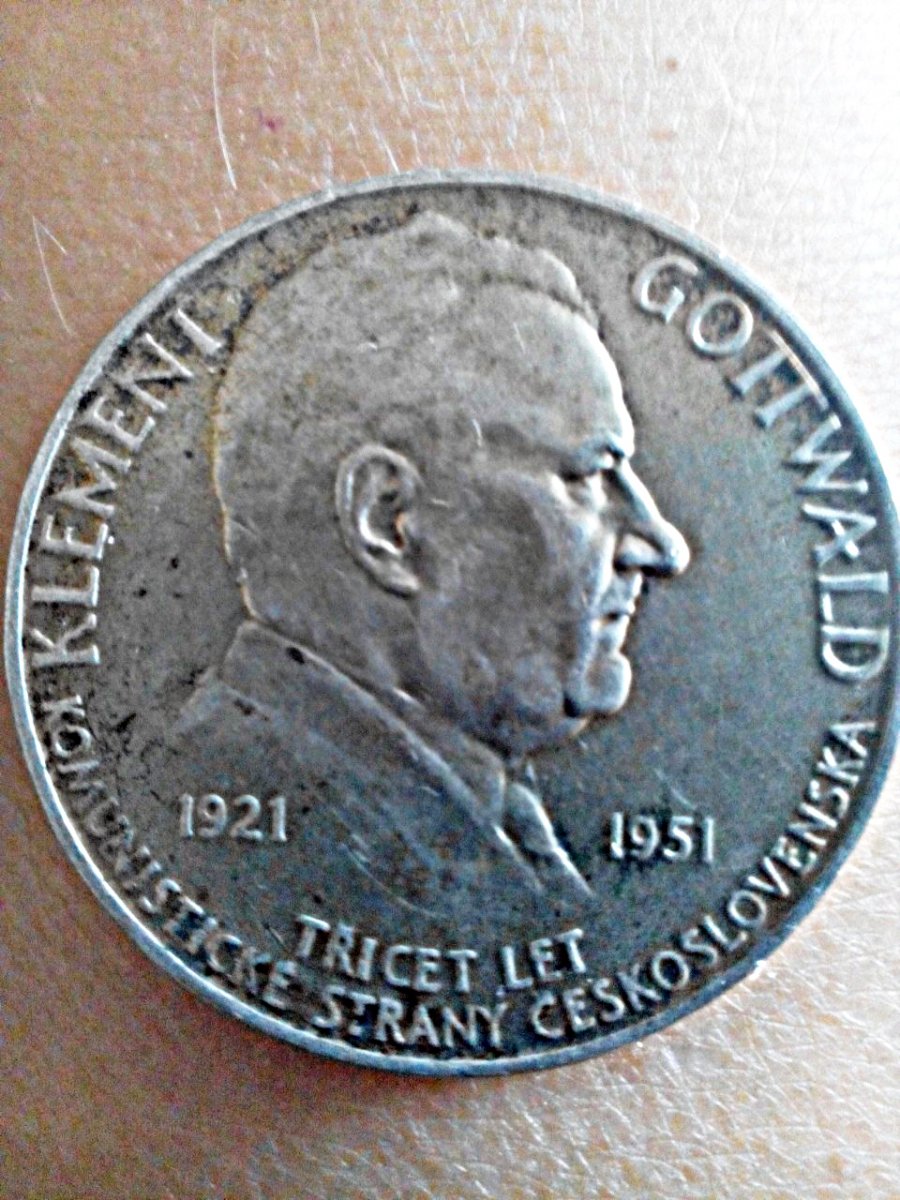 KLEMENT GOTTWALD
1921 1951
TŘICET LET
KOMUNISTICKÉ STRANY ČESKOSLOVENSKA